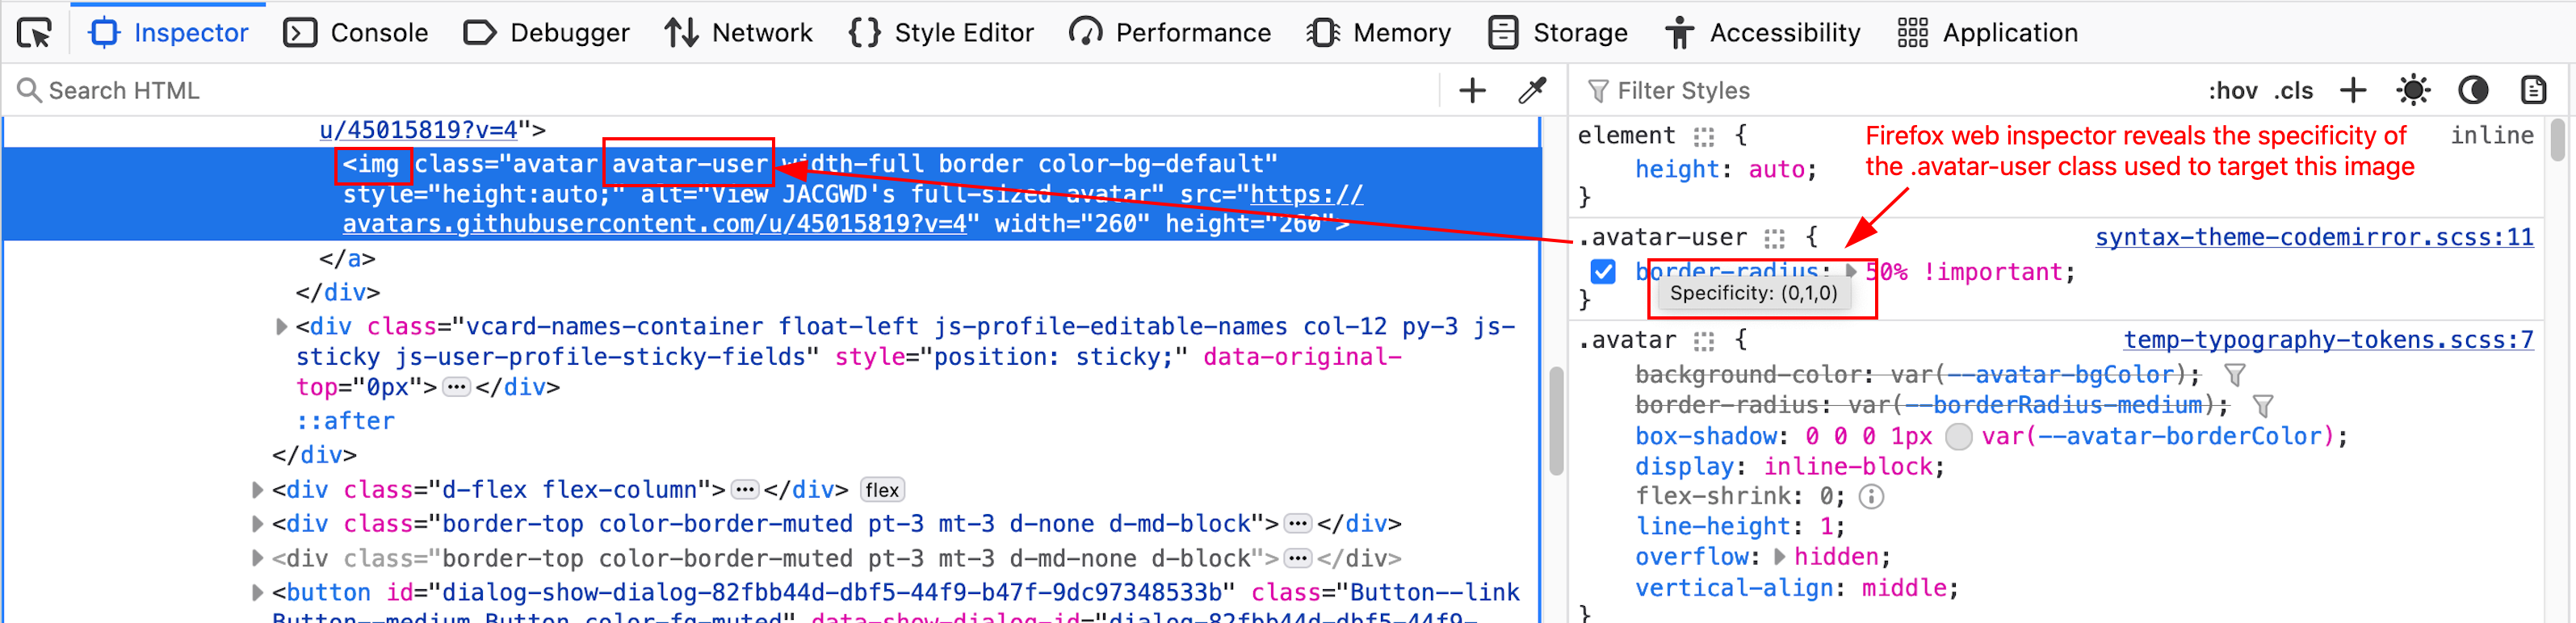 Inspector Console Debugger Network Style Editor Performance Memory Storage Accessibility Application
Search HTML
u/45015819?v=4">
<img class="avatar avatar-user width-full border color-bg-default"
style="height:auto;" alt="View JACGWD's full-sized avatar" src="https://
avatars.githubusercontent.com/u/45015819?v=4" width="260" height="260">
</a>
</div>
<div class="vcard-names-container float-left js-profile-editable-names col-12 py-3 js-
sticky js-user-profile-sticky-fields" style="position: sticky;" data-original-
top="0px"> ••• </div>
::after
</div>
<div class="d-flex flex-column"> ••• </div> flex
<div class="border-top color-border-muted pt-3 mt-3 d-none d-md-block"> ••• </div>
<div class="border-top color-border-muted pt-3 mt-3 d-md-none d-block"> ••• </div>
<button id="dialog-show-dialog-82fbb44d-dbf5-44f9-b47f-9dc97348533b" class="Button--link
Button--medium Button color-fg-muted" data-show-dialog-id="dialog-82fbb44d-dbf5-44f9-
Filter Styles :hov .cls
element { inline
height: auto;
}
Firefox web inspector reveals the specificity of
the .avatar-user class used to target this image
.avatar-user { syntax-theme-codemirror.scss:11
border-radius: 50% !important;
Specificity: (0,1,0)
}
.avatar { temp-typography-tokens.scss:7
background-color: var(--avatar-bgColor);
border-radius: var(--borderRadius-medium);
box-shadow: 0 0 0 1px var(--avatar-borderColor);
display: inline-block;
flex-shrink: 0;
line-height: 1;
overflow: hidden;
vertical-align: middle;
}